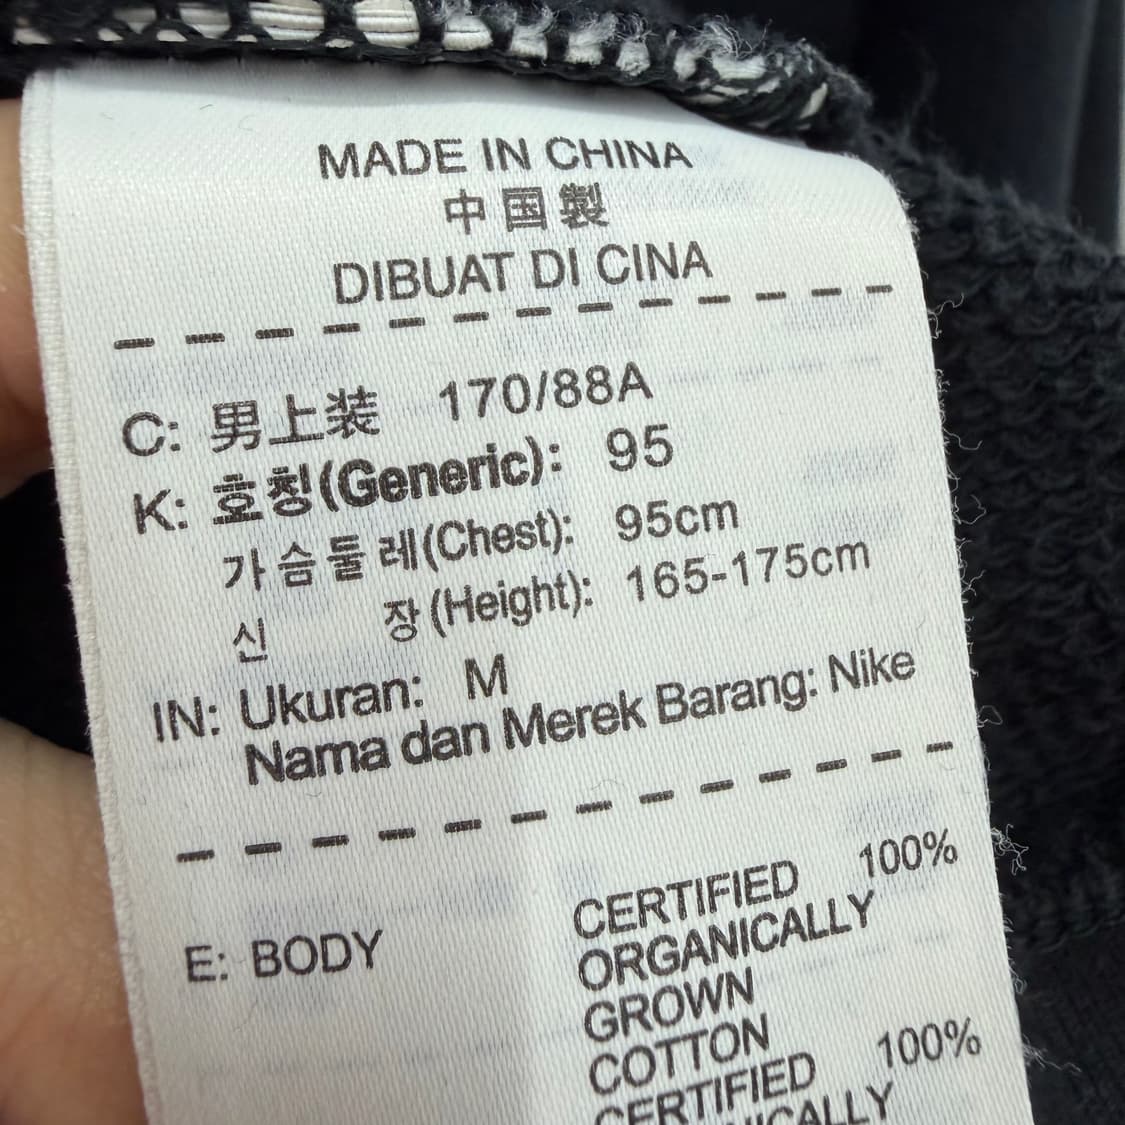 MADE IN CHINA
中国製
DIBUAT DI CINA
C: 男上装 170/88A
K: 호칭(Generic): 95
가슴둘레(Chest): 95cm
신 장(Height): 165-175cm
IN: Ukuran: M
Nama dan Merek Barang: Nike
E: BODY CERTIFIED 100%
ORGANICALLY
GROWN
COTTON
CERTIFIED 100%
ORGANICALLY